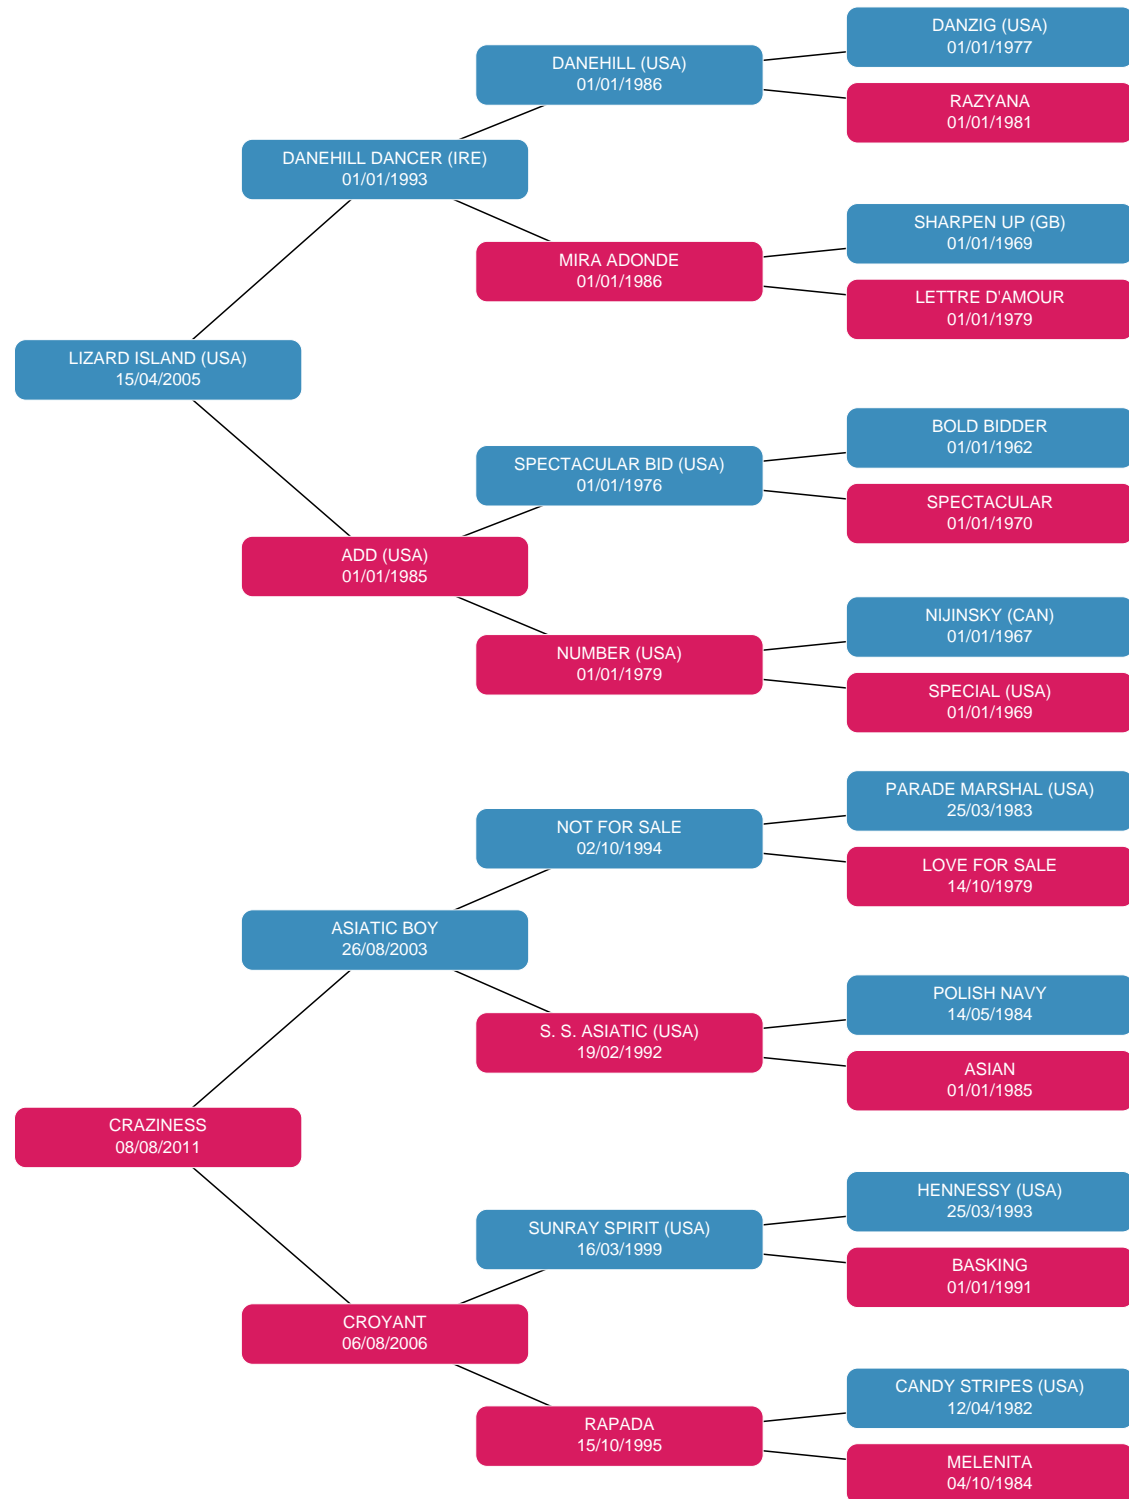 DANZIG (USA)
01/01/1977
DANEHILL (USA)
01/01/1986
RAZYANA
01/01/1981
DANEHILL DANCER (IRE)
01/01/1993
SHARPEN UP (GB)
01/01/1969
MIRA ADONDE
01/01/1986
LETTRE D'AMOUR
01/01/1979
LIZARD ISLAND (USA)
15/04/2005
BOLD BIDDER
01/01/1962
SPECTACULAR BID (USA)
01/01/1976
SPECTACULAR
01/01/1970
ADD (USA)
01/01/1985
NIJINSKY (CAN)
01/01/1967
NUMBER (USA)
01/01/1979
SPECIAL (USA)
01/01/1969
PARADE MARSHAL (USA)
25/03/1983
NOT FOR SALE
02/10/1994
LOVE FOR SALE
14/10/1979
ASIATIC BOY
26/08/2003
POLISH NAVY
14/05/1984
S. S. ASIATIC (USA)
19/02/1992
ASIAN
01/01/1985
CRAZINESS
08/08/2011
HENNESSY (USA)
25/03/1993
SUNRAY SPIRIT (USA)
16/03/1999
BASKING
01/01/1991
CROYANT
06/08/2006
CANDY STRIPES (USA)
12/04/1982
RAPADA
15/10/1995
MELENITA
04/10/1984